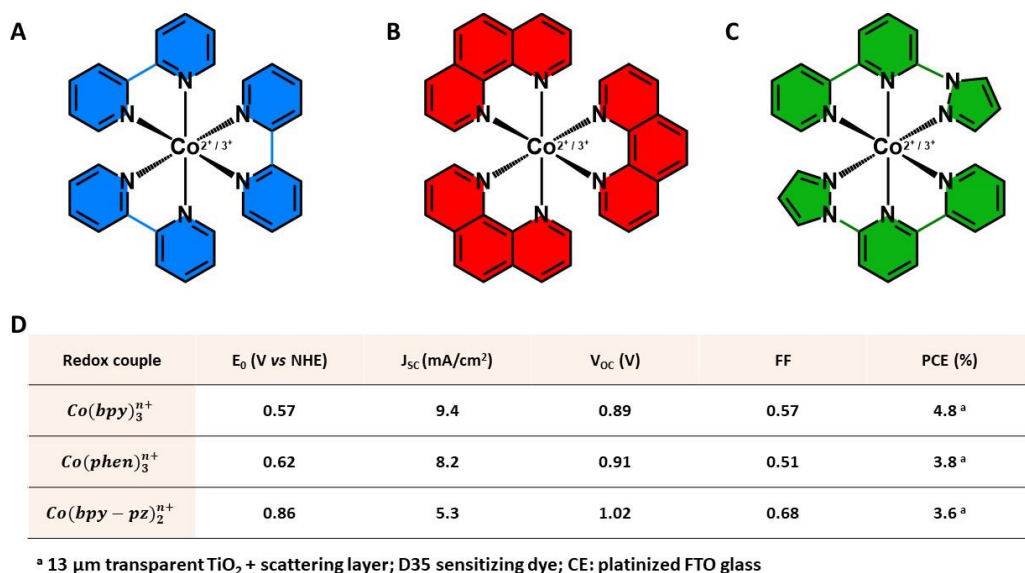 A
B
C
N N N N N N Co2+ / 3+
N N N N N N Co2+ / 3+
N N N N N N N N Co2+ / 3+
D
Redox couple E0 (V vs NHE) JSC (mA/cm2) VOC (V) FF PCE (%)
Co(bpy)3n+ 0.57 9.4 0.89 0.57 4.8 a
Co(phen)3n+ 0.62 8.2 0.91 0.51 3.8 a
Co(bpy − pz)2n+ 0.86 5.3 1.02 0.68 3.6 a
a 13 µm transparent TiO2 + scattering layer; D35 sensitizing dye; CE: platinized FTO glass